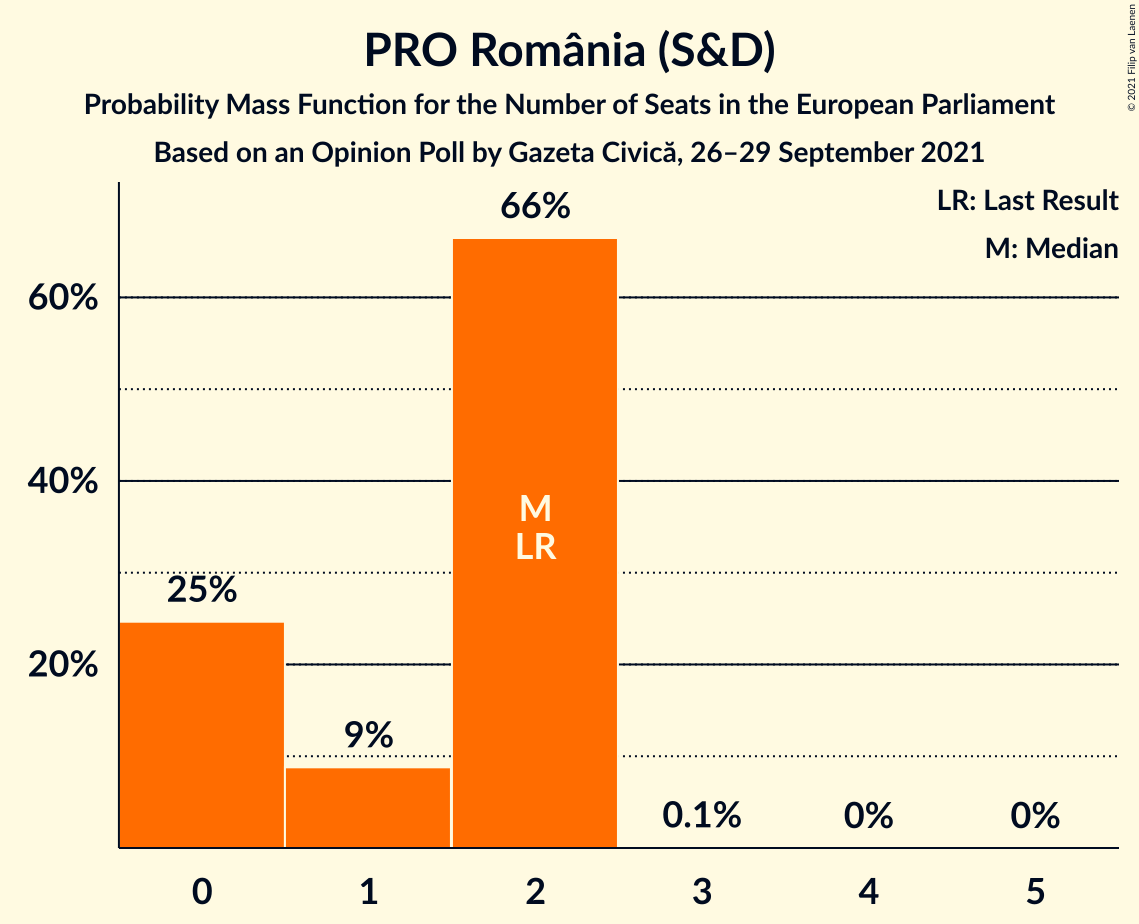 PRO România (S&D)
Probability Mass Function for the Number of Seats in the European Parliament
Based on an Opinion Poll by Gazeta Civică, 26–29 September 2021
© 2021 Filip van Laenen
LR: Last Result
M: Median
66%
60%
40%
M
LR
25%
20%
9%
0.1%
0%
0%
0
1
2
3
4
5